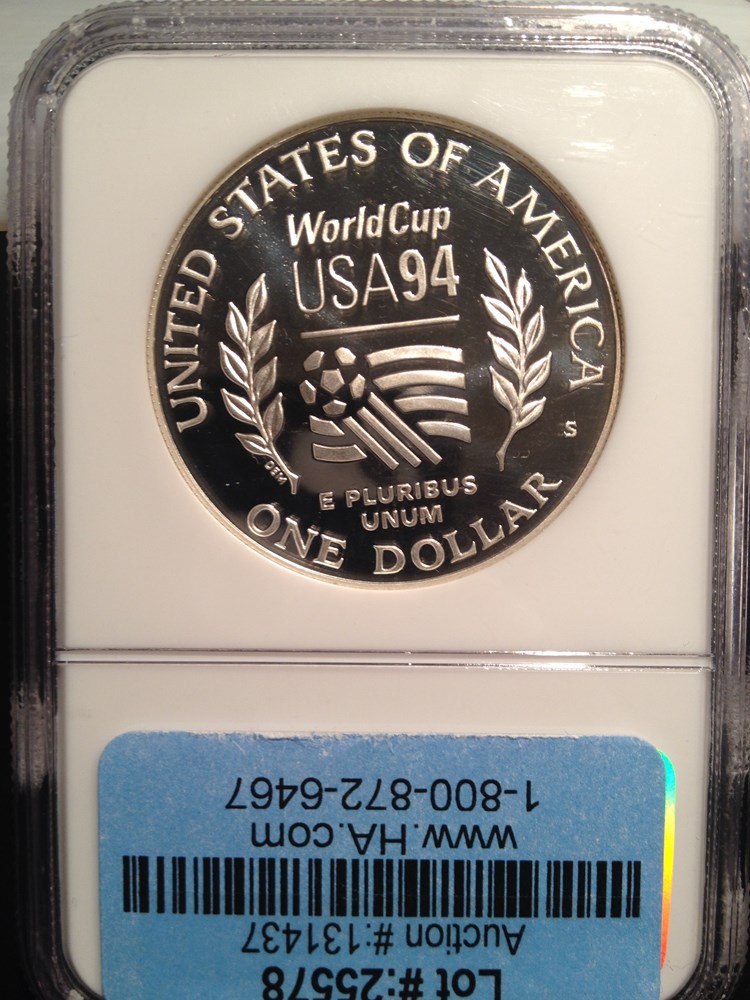 UNITED STATES OF AMERICA
World Cup
USA94
DEM
S
E PLURIBUS
UNUM
ONE DOLLAR
Lot #:25578
Auction #:131437
www.HA.com
1-800-872-6467